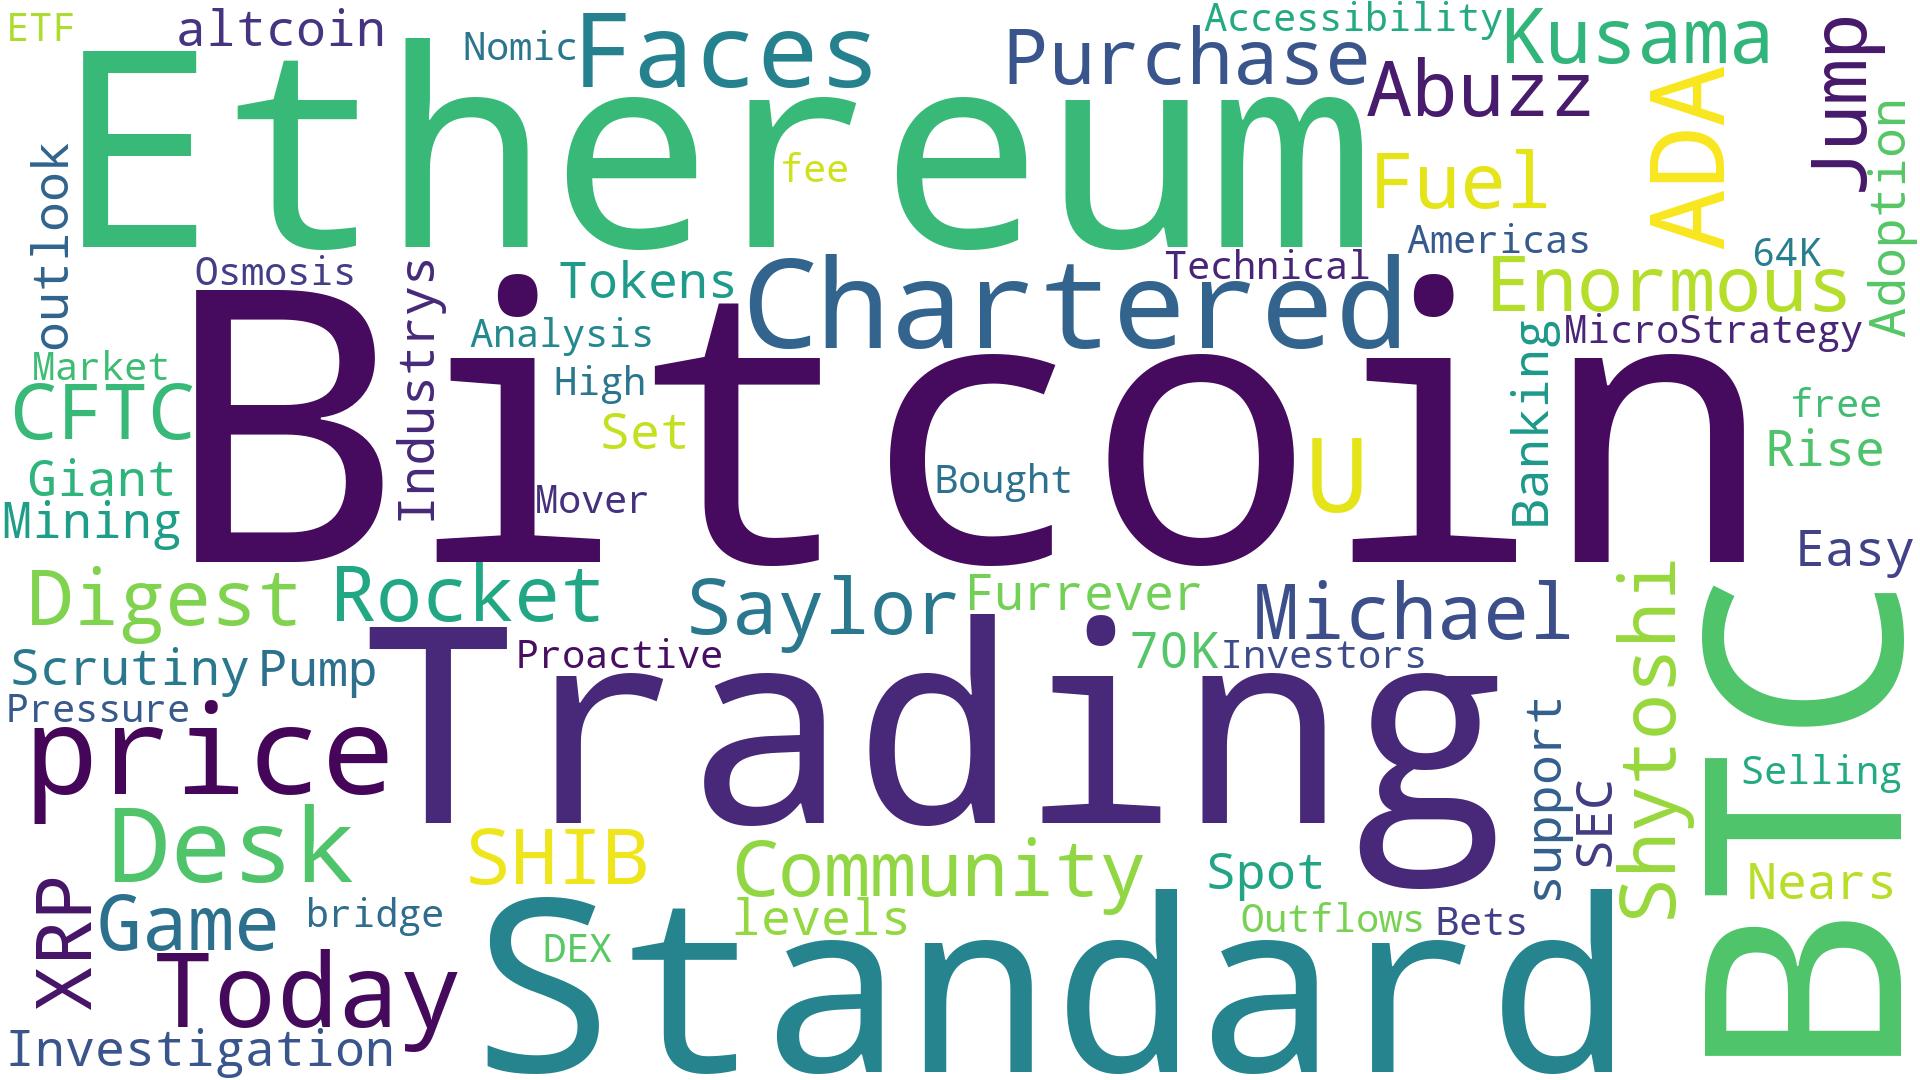 ETF
altcoin
Nomic
Faces
Purchase
Accessibility
Kusama
Jump
Ethereum
Abuzz
ADA
Adoption
outlook
fee
Fuel
Americas
64K
Osmosis
Industrys
Tokens
Chartered
Technical
Enormous
Analysis
MicroStrategy
Market
CFTC
High
Bitcoin
Banking
free
Set
U
Rise
Giant
Bought
Mining
Mover
Easy
Digest
Rocket
Saylor
Furrever
Michael
Shytoshi
BTC
Scrutiny
Pump
Proactive
70K
Investors
Pressure
price
Trading
support
SEC
Selling
Desk
SHIB
Community
Spot
Nears
XRP
Game
bridge
levels
Outflows
Bets
DEX
Standard
Today
Investigation